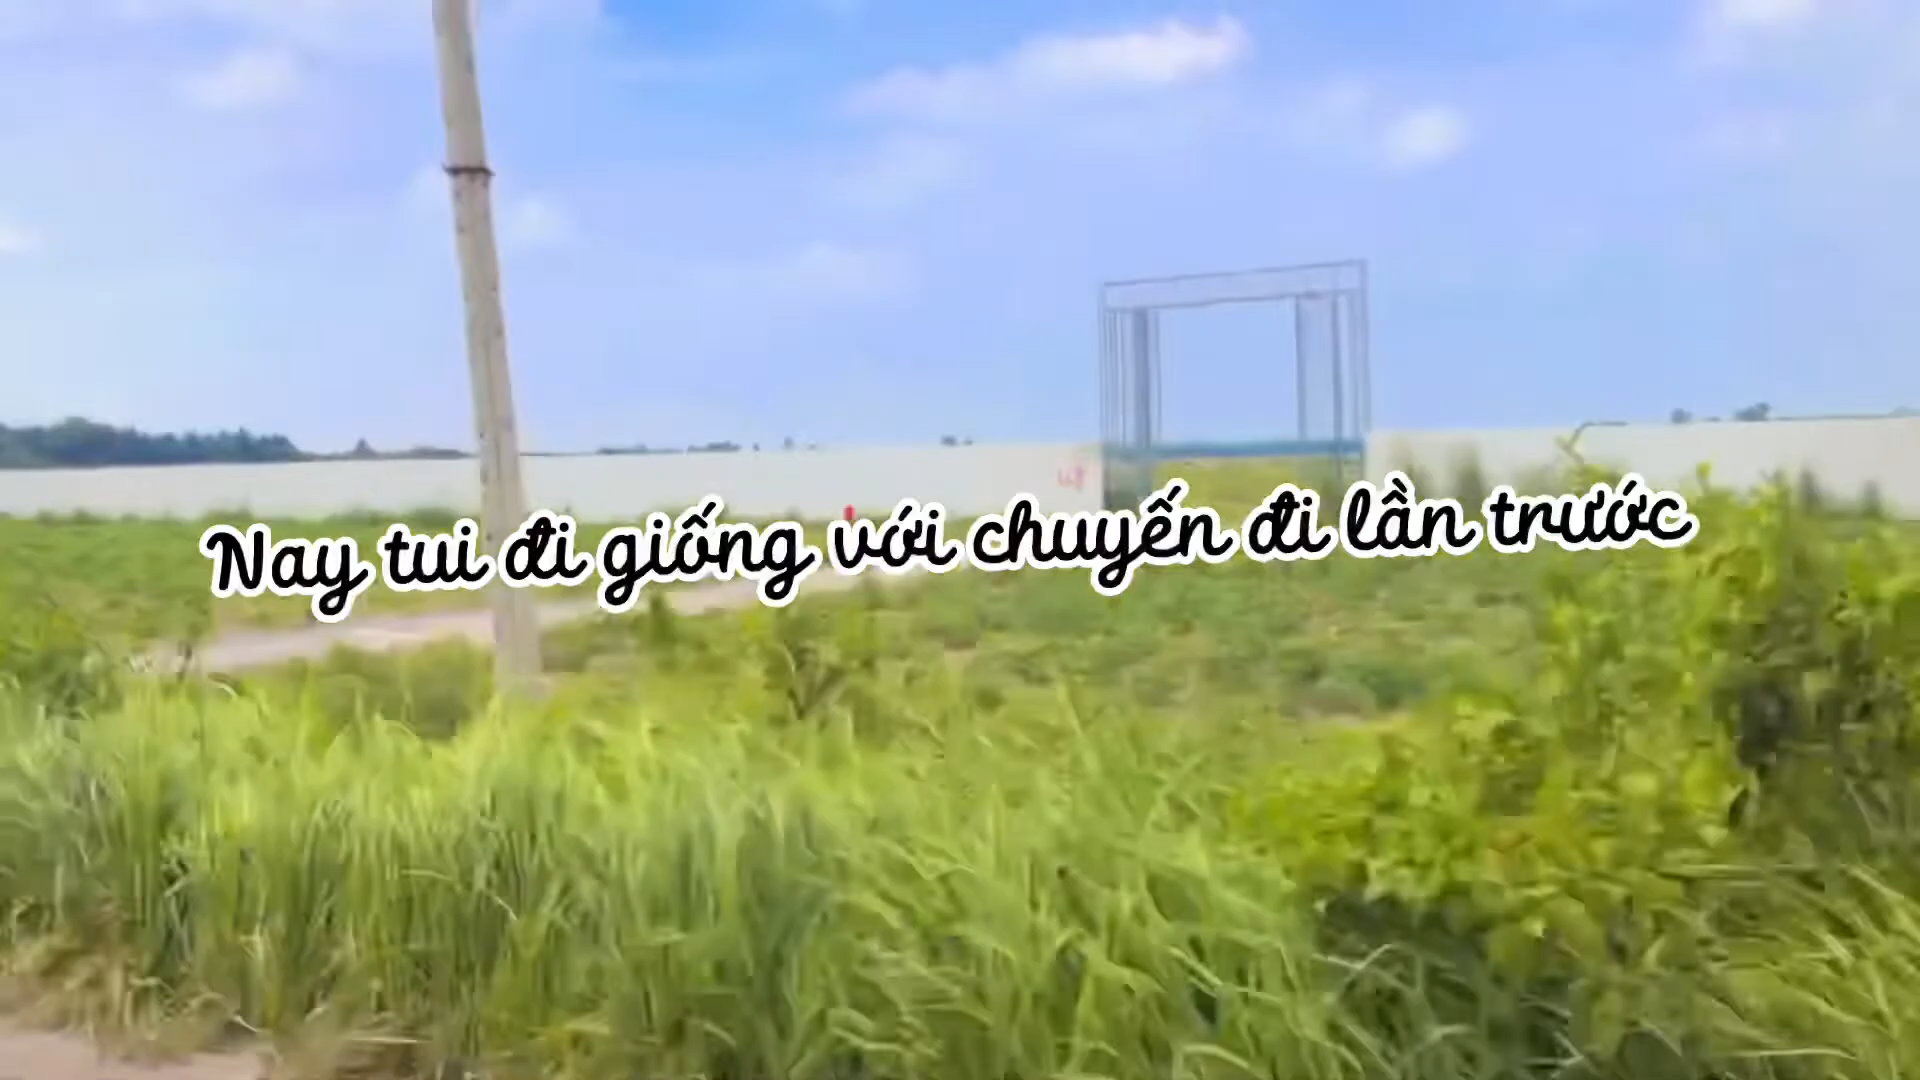 Nay tui đi giống với chuyến đi lần trước